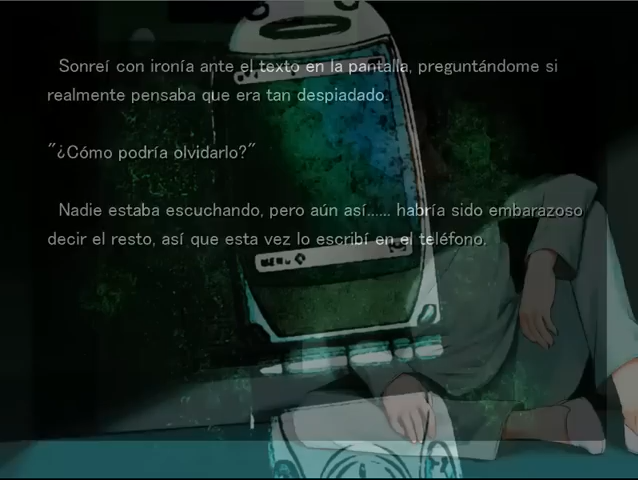 Sonreí con ironía ante el texto en la pantalla, preguntándome si
realmente pensaba que era tan despiadado.
"¿Cómo podría olvidarlo?"
Nadie estaba escuchando, pero aún así...... habría sido embarazoso
decir el resto, así que esta vez lo escribí en el teléfono.
MENU